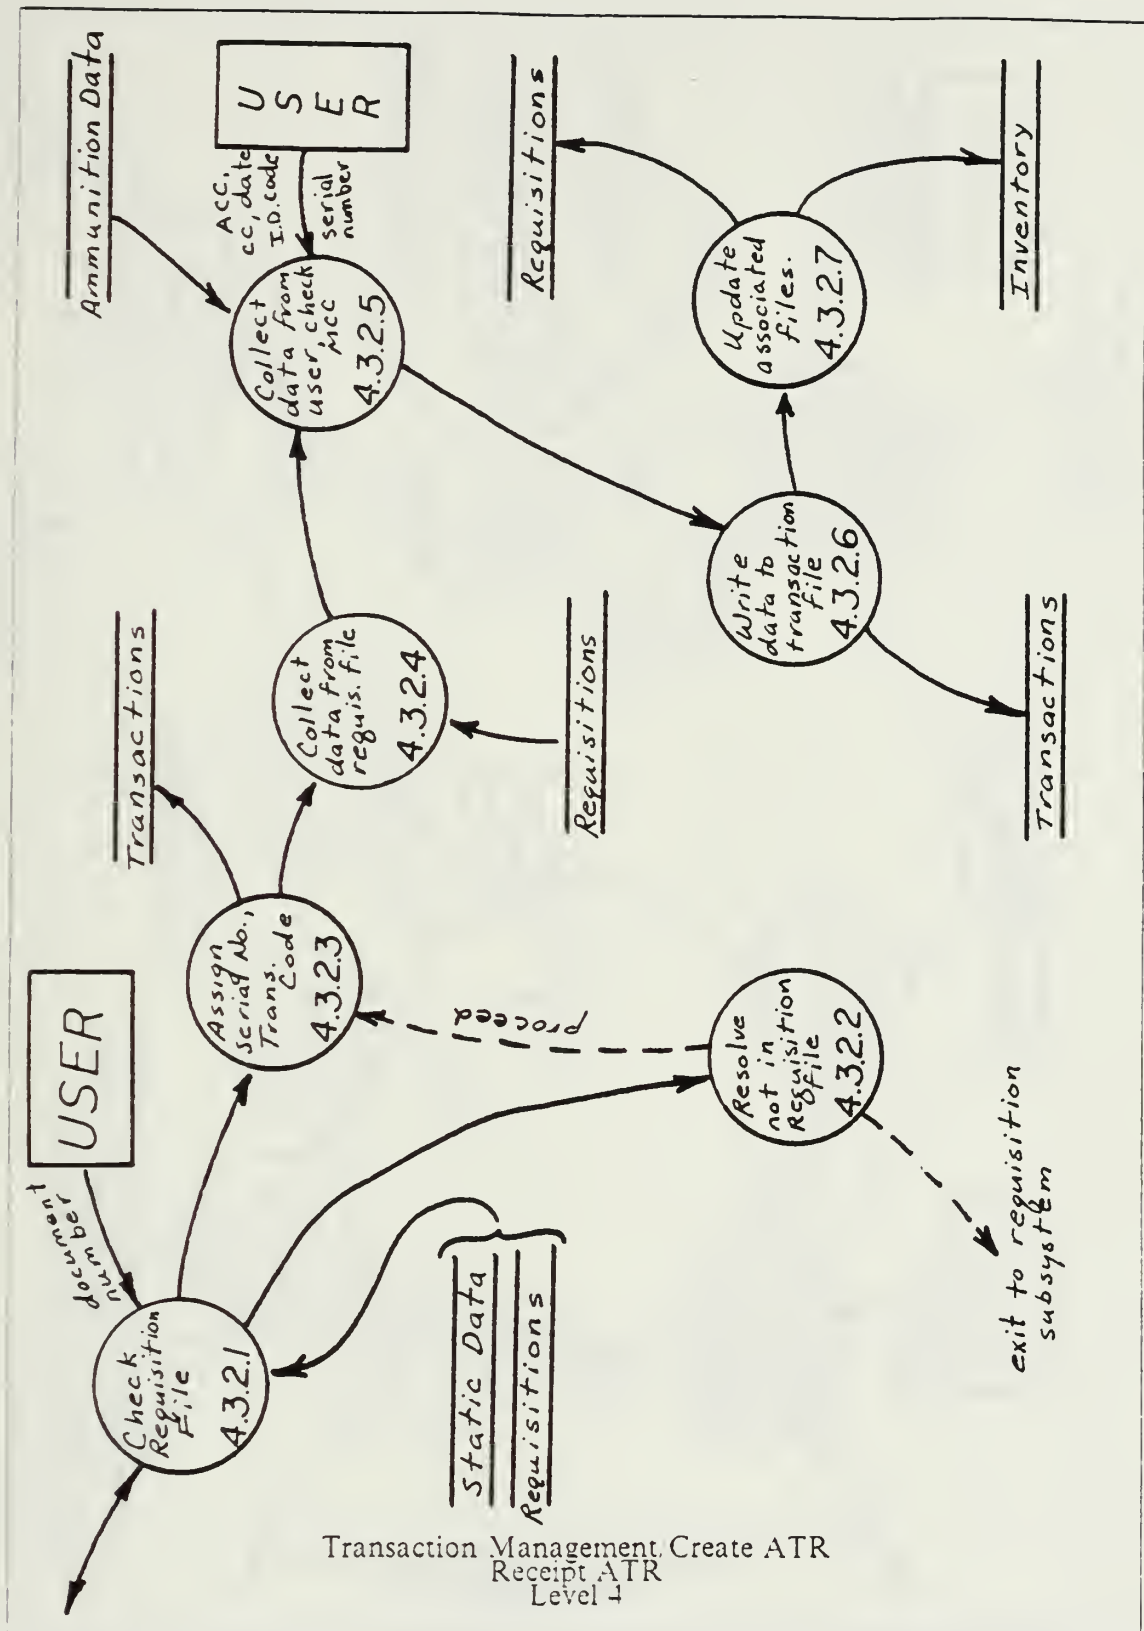 USER
document
number
Check
Requisition
File
4.3.2.1
Static Data
Requisitions
Assign
serial No.,
Trans.
Code
4.3.2.3
Transactions
proceed
Resolve
not in
Requisition
file
4.3.2.2
exit to requisition
subsystem
Collect
data from
requis. file
4.3.2.4
Requisitions
Ammunition Data
USER
ACC,
cc, date
I.D. code
serial
number
Collect
data from
user, check
MCC
4.3.2.5
Write
data to
transaction
file
4.3.2.6
Transactions
Update
associated
files.
4.3.2.7
Requisitions
Inventory
Transaction Management, Create ATR
Receipt ATR
Level 4